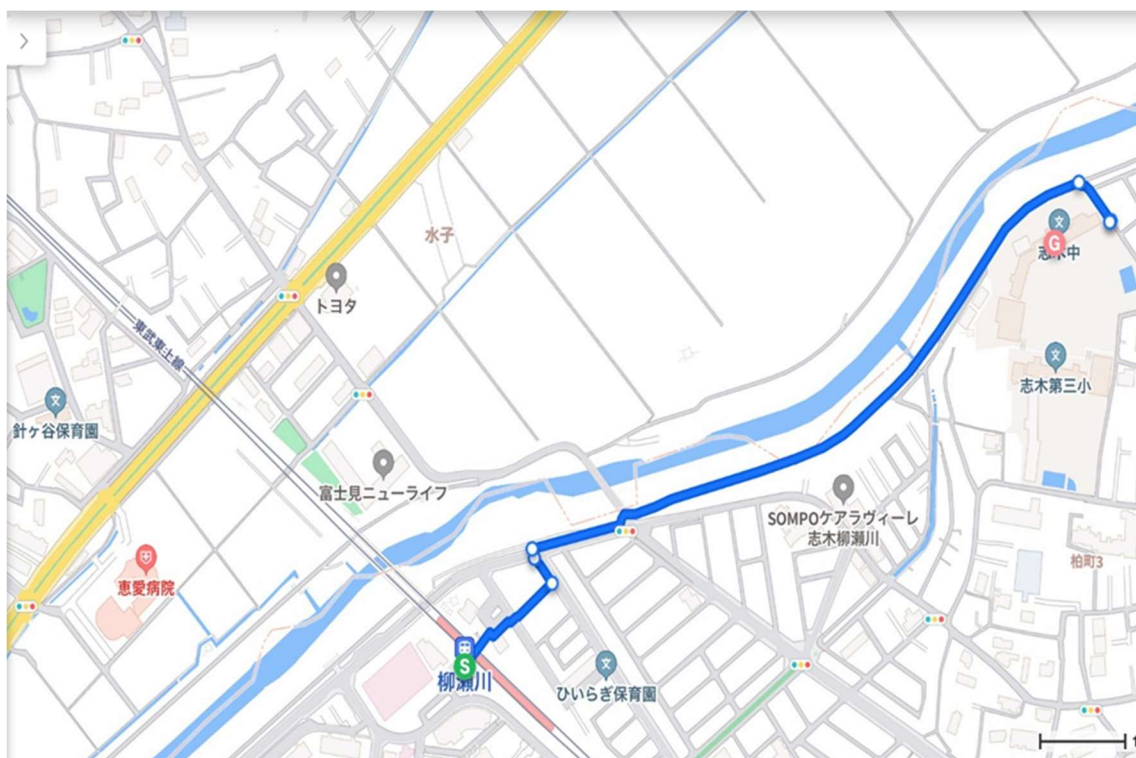 水子
志木中
G
トヨタ
東武東上線
志木第三小
針ヶ谷保育園
富士見ニューライフ
SOMPOケアラヴィーレ
志木柳瀬川
柏町3
恵愛病院
S
柳瀬川
ひいらぎ保育園